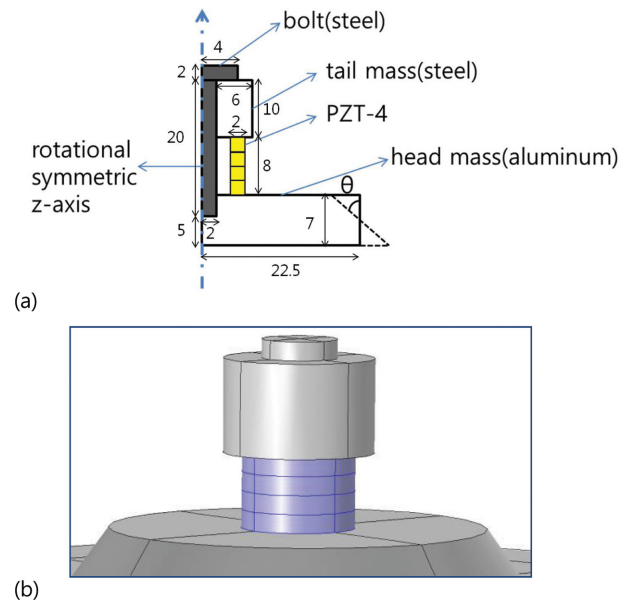 bolt(steel)
4
2
tail mass(steel)
6
10
2
PZT-4
20
8
head mass(aluminum)
rotational
symmetric
z-axis
θ
7
5
2
22.5
(a)
(b)